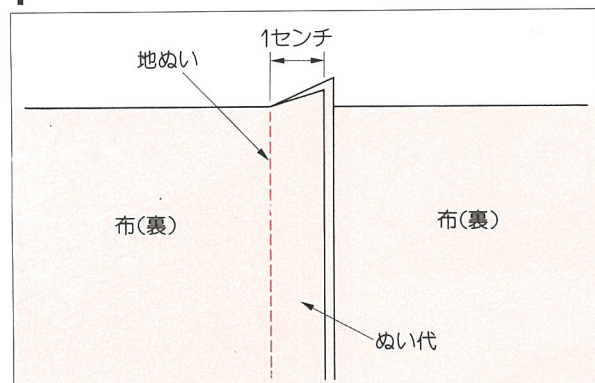 1センチ
地ぬい
布(裏)
布(裏)
ぬい代